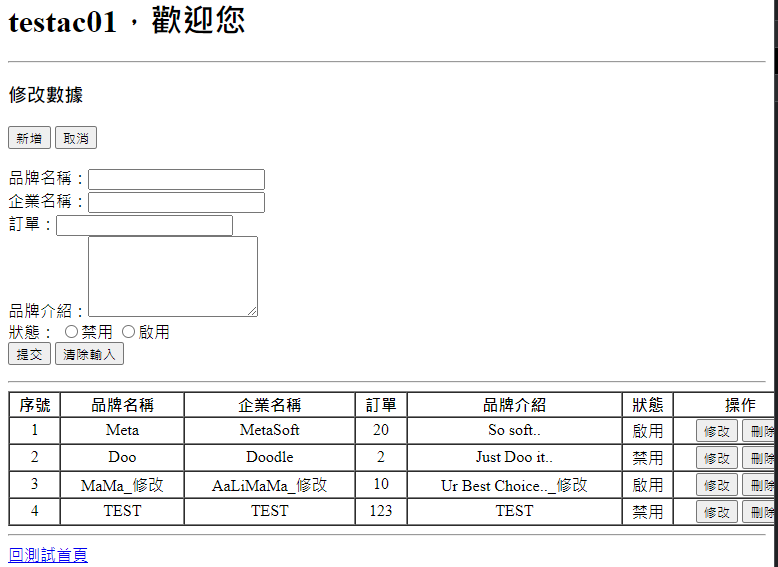 testac01，歡迎您
修改數據
新增 取消
品牌名稱：
企業名稱：
訂單：
品牌介紹：
狀態： 禁用 啟用
提交 清除輸入
序號 品牌名稱 企業名稱 訂單 品牌介紹 狀態 操作
1 Meta MetaSoft 20 So soft.. 啟用 修改 刪除
2 Doo Doodle 2 Just Doo it.. 禁用 修改 刪除
3 MaMa_修改 AaLiMaMa_修改 10 Ur Best Choice.._修改 啟用 修改 刪除
4 TEST TEST 123 TEST 禁用 修改 刪除
回測試首頁